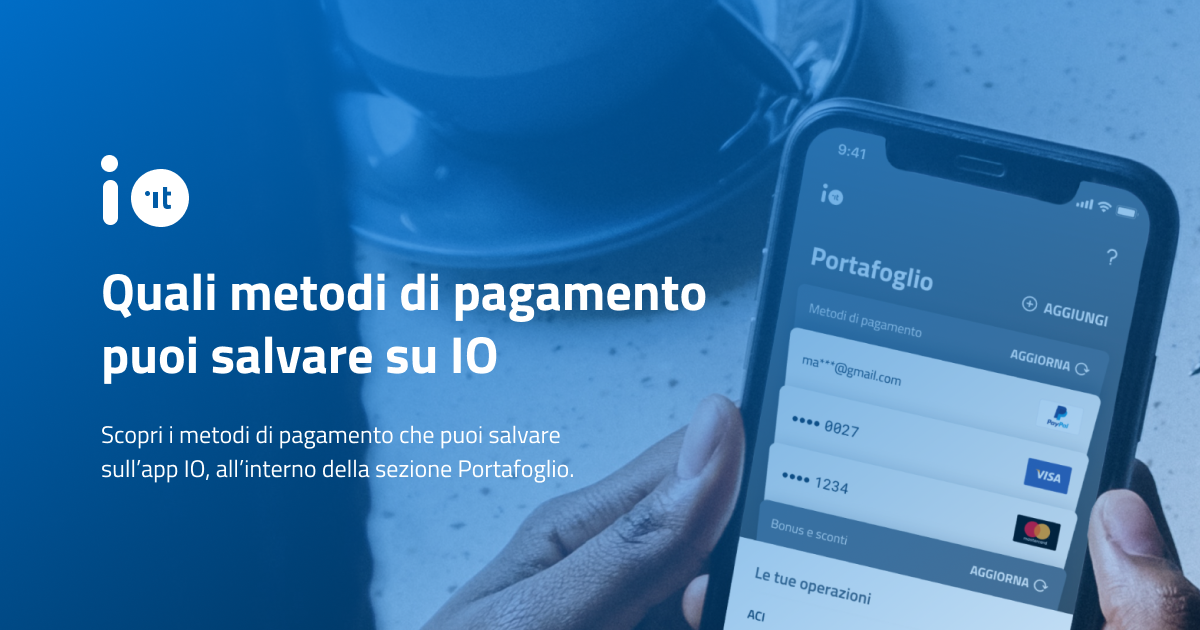 io it
Quali metodi di pagamento
puoi salvare su IO
Scopri i metodi di pagamento che puoi salvare
sull’app IO, all’interno della sezione Portafoglio.
9:41
io it
?
Portafoglio
AGGIUNGI
Metodi di pagamento
AGGIORNA
ma***@gmail.com
PayPal
•••• 0027
VISA
•••• 1234
mastercard
Bonus e sconti
AGGIORNA
Le tue operazioni
ACI